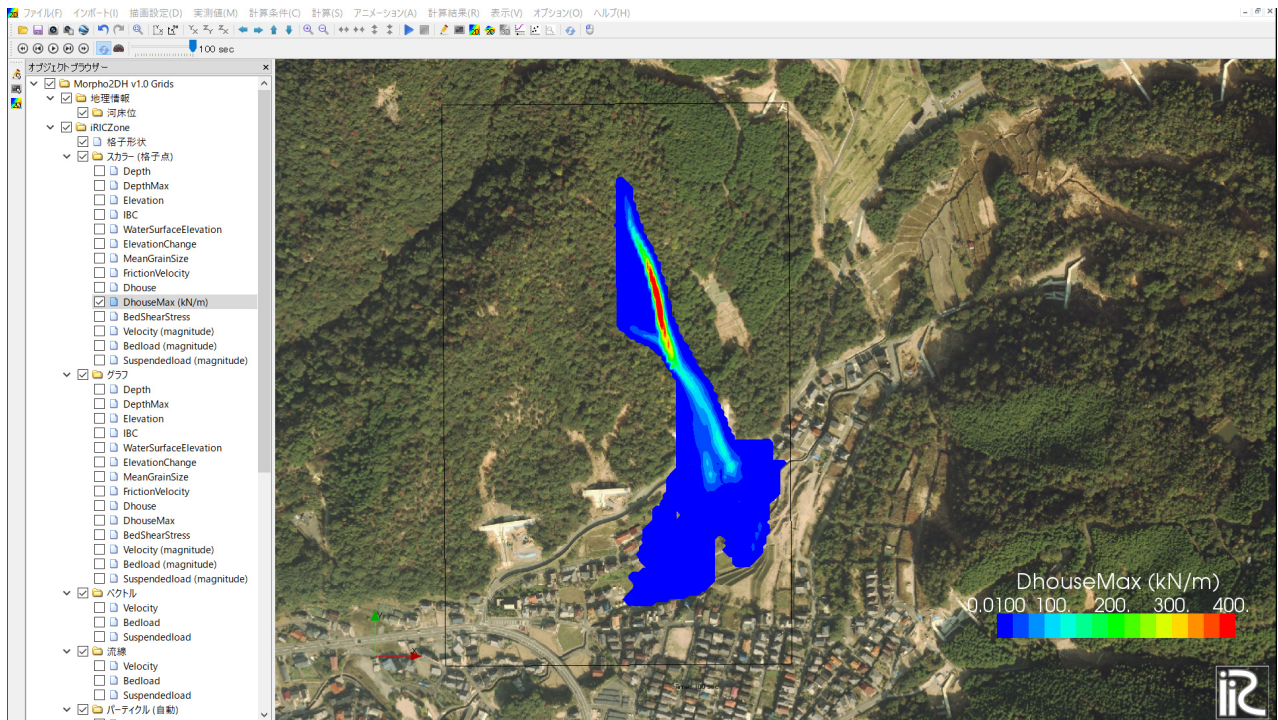 ファイル(F) インポート(I) 描画設定(D) 実測値(M) 計算条件(C) 計算(S) アニメーション(A) 計算結果(R) 表示(V) オプション(O) ヘルプ(H)
100 sec
オブジェクトブラウザー
Morpho2DH v1.0 Grids
地理情報
河床位
iRICZone
格子形状
スカラー (格子点)
Depth
DepthMax
Elevation
IBC
WaterSurfaceElevation
ElevationChange
MeanGrainSize
FrictionVelocity
Dhouse
DhouseMax (kN/m)
BedShearStress
Velocity (magnitude)
Bedload (magnitude)
Suspendedload (magnitude)
グラフ
Depth
DepthMax
Elevation
IBC
WaterSurfaceElevation
ElevationChange
MeanGrainSize
FrictionVelocity
Dhouse
DhouseMax
BedShearStress
Velocity (magnitude)
Bedload (magnitude)
Suspendedload (magnitude)
ベクトル
Velocity
Bedload
Suspendedload
流線
Velocity
Bedload
Suspendedload
パーティクル (自動)
DhouseMax (kN/m)
0.0100 100. 200. 300. 400.
X
iRIC